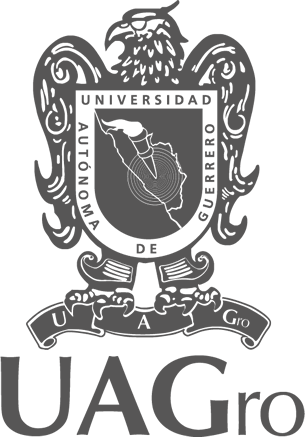 UNIVERSIDAD
AUTÓNOMA
DE
GUERRERO
U A GRO
UAGRO